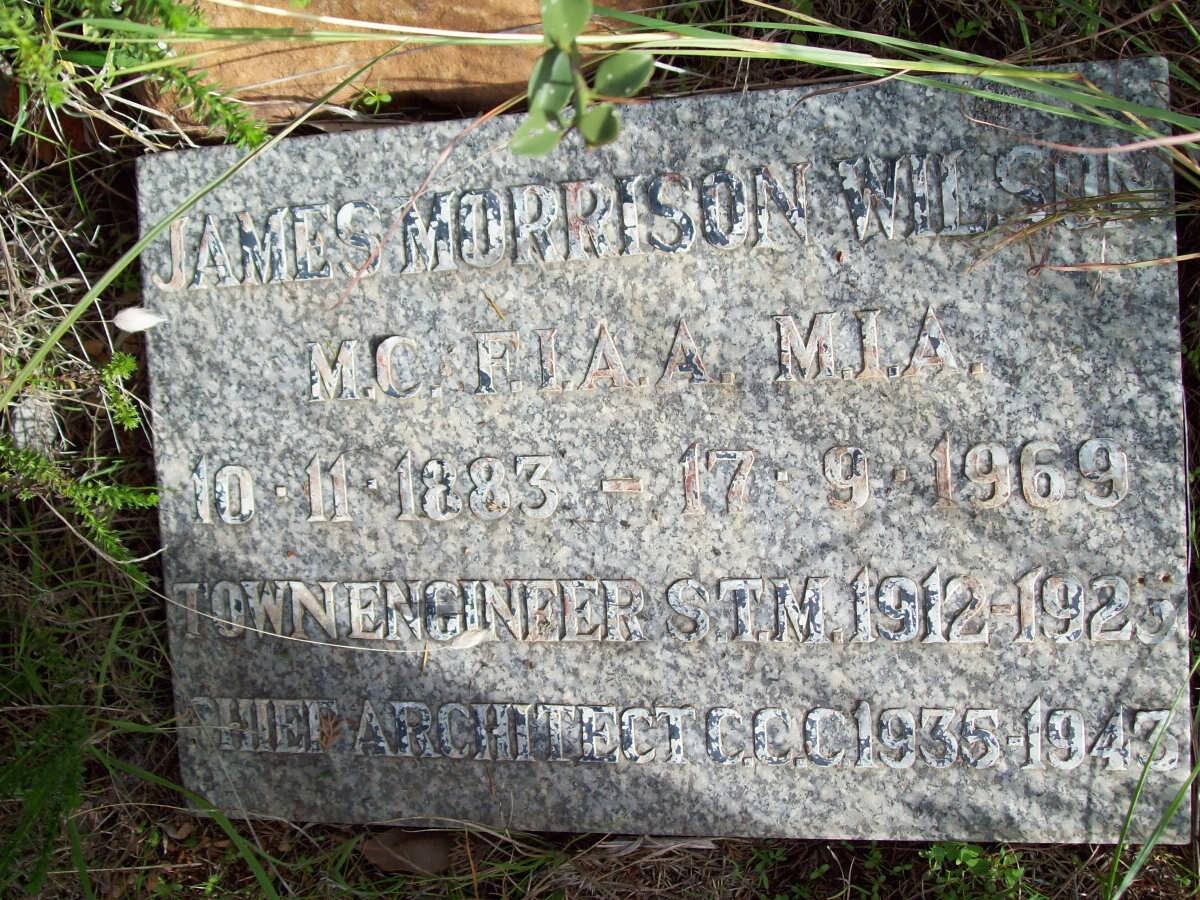 JAMES MORRISON WILSON
M.C. F.I.A.A. M.I.A.
10·11·1883 – 17·9·1969
TOWN ENGINEER S.T.M. 1912-1925
CHIEF ARCHITECT C.C.C 1935-1943